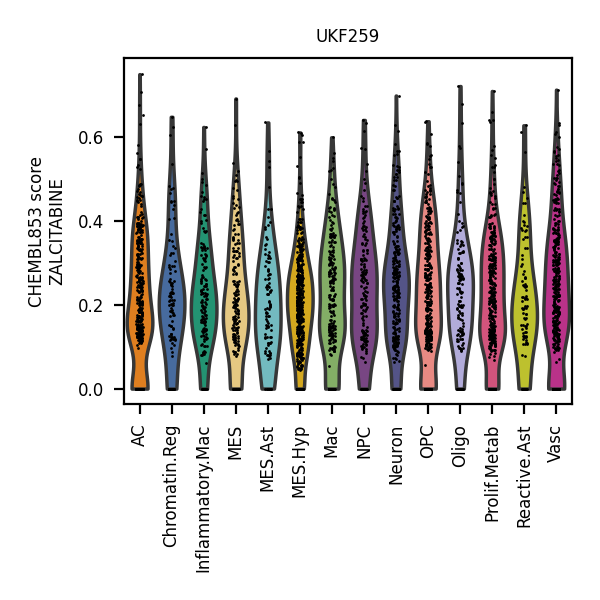 UKF259
CHEMBL853 score
ZALCITABINE
0.6
0.4
0.2
0.0
AC
Chromatin.Reg
Inflammatory.Mac
MES
MES.Ast
MES.Hyp
Mac
NPC
Neuron
OPC
Oligo
Prolif.Metab
Reactive.Ast
Vasc